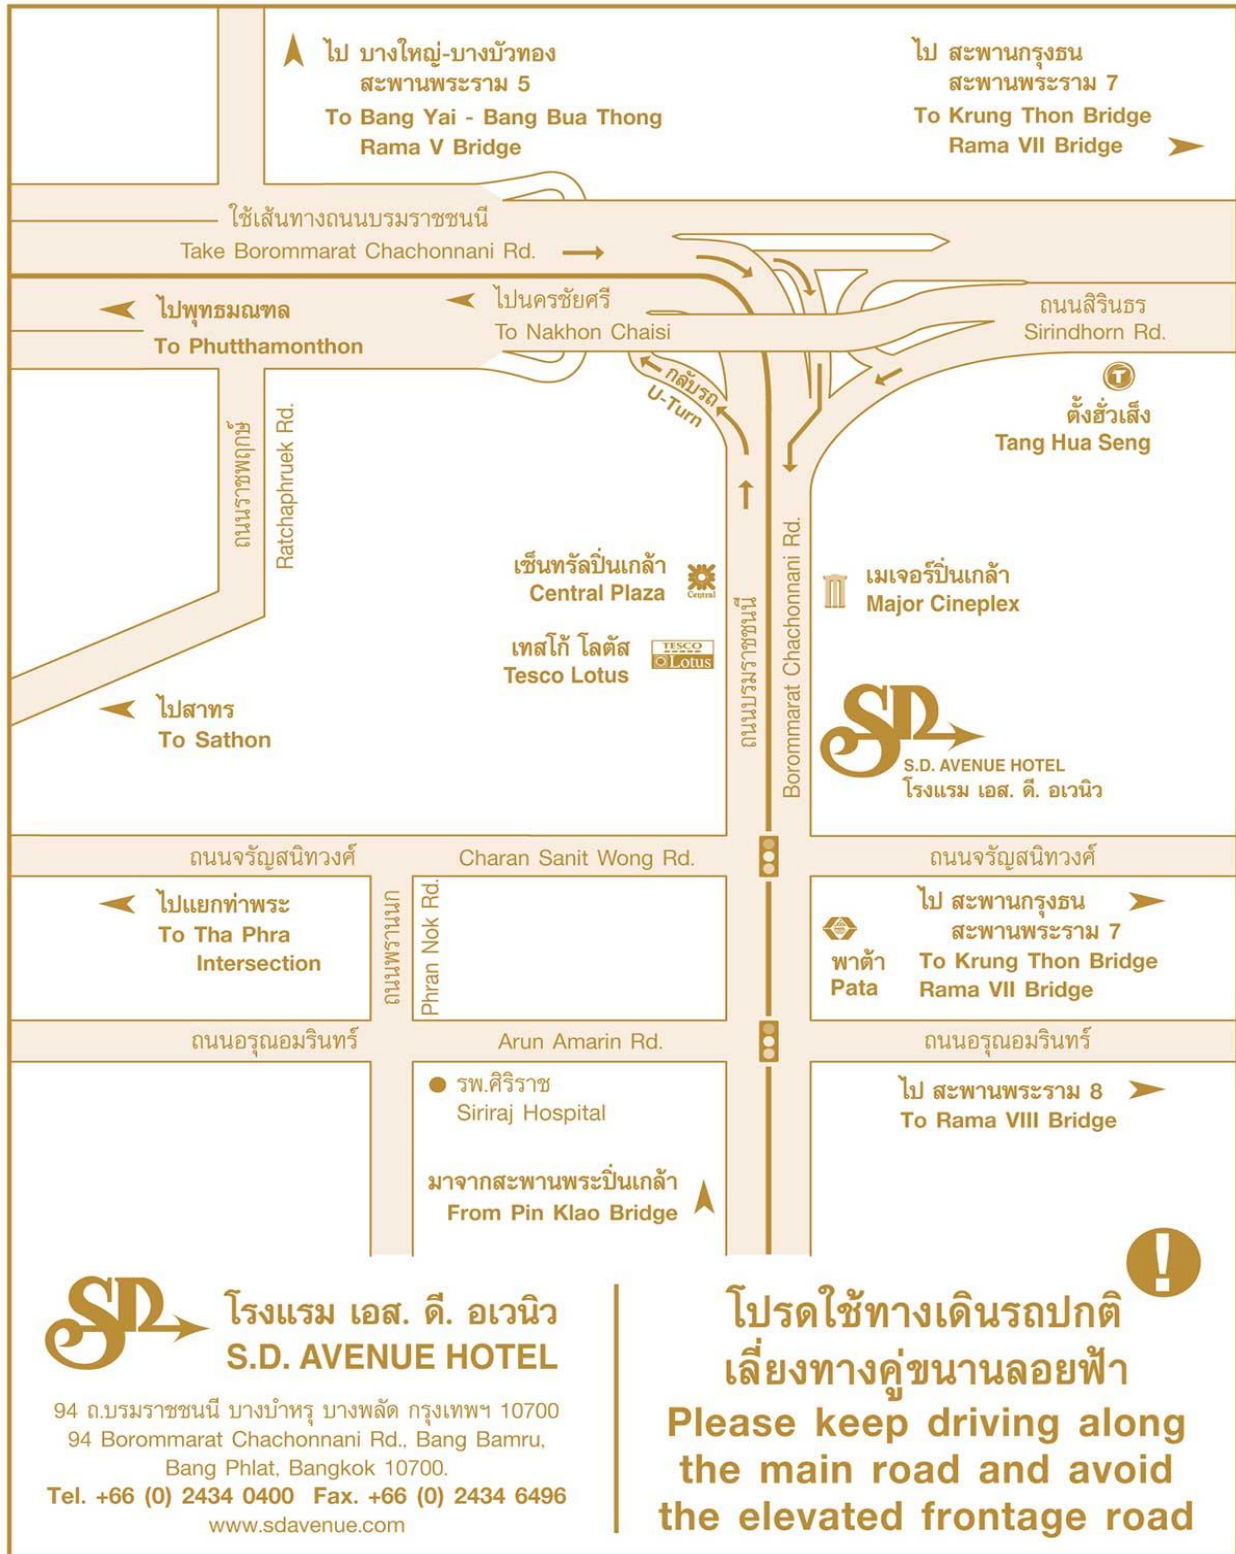 ไป บางใหญ่-บางบัวทอง
สะพานพระราม 5
To Bang Yai - Bang Bua Thong
Rama V Bridge
ไป สะพานกรุงธน
สะพานพระราม 7
To Krung Thon Bridge
Rama VII Bridge
ใช้เส้นทางถนนบรมราชชนนี
Take Borommarat Chachonnani Rd.
ไปพุทธมณฑล
To Phutthamonthon
ไปนครชัยศรี
To Nakhon Chaisi
ถนนสิรินธร
Sirindhorn Rd.
กลับรถ
U-Turn
T
ตั้งฮั่วเส็ง
Tang Hua Seng
ถนนราชพฤกษ์
Ratchaphruek Rd.
เซ็นทรัลปิ่นเกล้า
Central Plaza
Central
เทสโก้ โลตัส
Tesco Lotus
TESCO
Lotus
ถนนบรมราชชนนี
Borommarat Chachonnani Rd.
เมเจอร์ปิ่นเกล้า
Major Cineplex
ไปสาทร
To Sathon
SD
S.D. AVENUE HOTEL
โรงแรม เอส. ดี. อเวนิว
ถนนจรัญสนิทวงศ์
Charan Sanit Wong Rd.
ถนนจรัญสนิทวงศ์
ไปแยกท่าพระ
To Tha Phra
Intersection
ถนนพรานนก
Phran Nok Rd.
พาต้า
Pata
ไป สะพานกรุงธน
สะพานพระราม 7
To Krung Thon Bridge
Rama VII Bridge
ถนนอรุณอมรินทร์
Arun Amarin Rd.
ถนนอรุณอมรินทร์
รพ.ศิริราช
Siriraj Hospital
ไป สะพานพระราม 8
To Rama VIII Bridge
มาจากสะพานพระปิ่นเกล้า
From Pin Klao Bridge
SD
โรงแรม เอส. ดี. อเวนิว
S.D. AVENUE HOTEL
94 ถ.บรมราชชนนี บางบำหรุ บางพลัด กรุงเทพฯ 10700
94 Borommarat Chachonnani Rd., Bang Bamru,
Bang Phlat, Bangkok 10700.
Tel. +66 (0) 2434 0400 Fax. +66 (0) 2434 6496
www.sdavenue.com
!
โปรดใช้ทางเดินรถปกติ
เลี่ยงทางคู่ขนานลอยฟ้า
Please keep driving along
the main road and avoid
the elevated frontage road